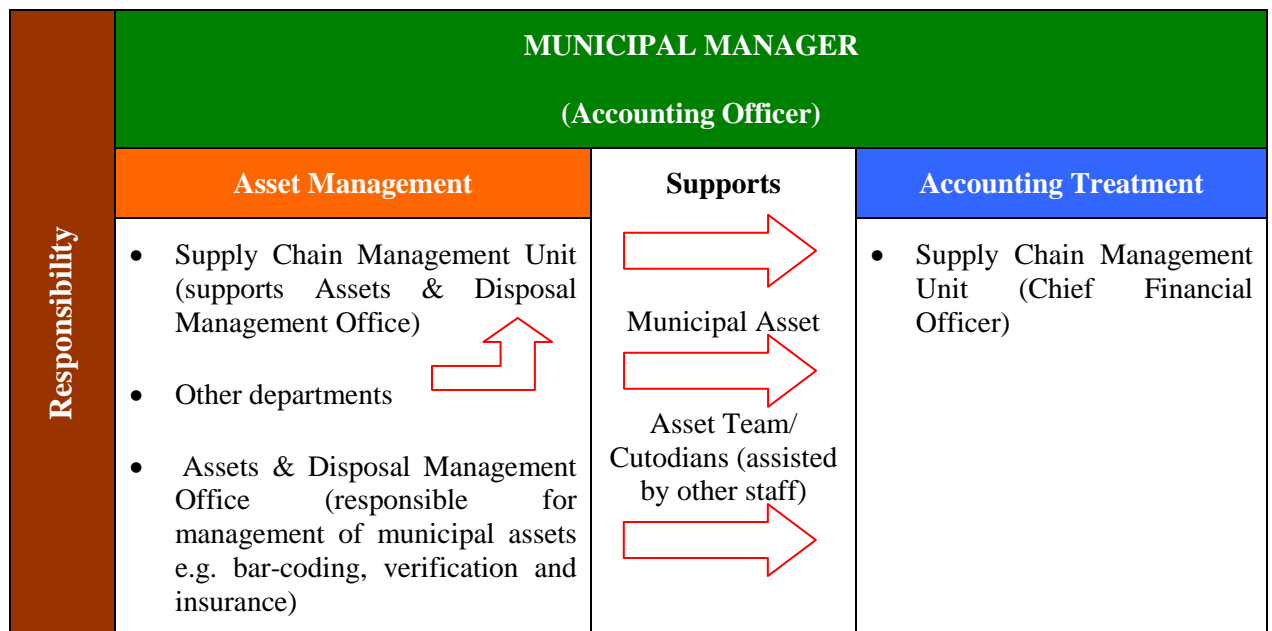 MUNICIPAL MANAGER
(Accounting Officer)
Responsibility
Asset Management
Supports
Accounting Treatment
• Supply Chain Management Unit
(supports Assets & Disposal
Management Office)
• Other departments
• Assets & Disposal Management
Office (responsible for
management of municipal assets
e.g. bar-coding, verification and
insurance)
Municipal Asset
Asset Team/
Cutodians (assisted
by other staff)
• Supply Chain Management
Unit (Chief Financial
Officer)